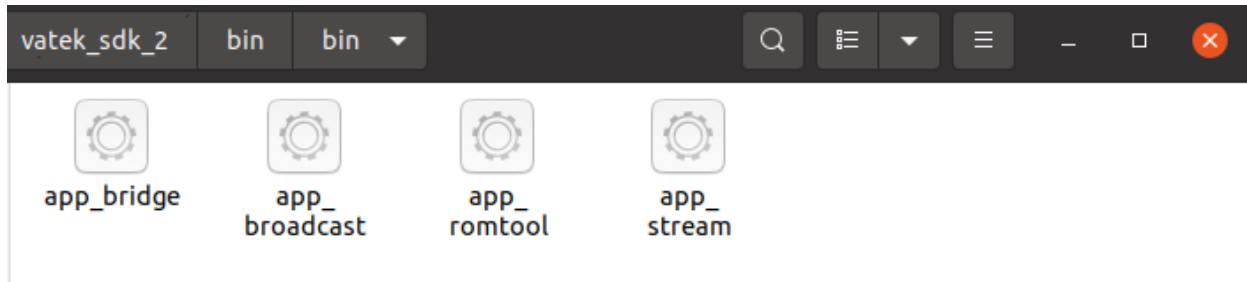 vatek_sdk_2 bin bin
app_bridge app_ app_ app_
broadcast romtool stream